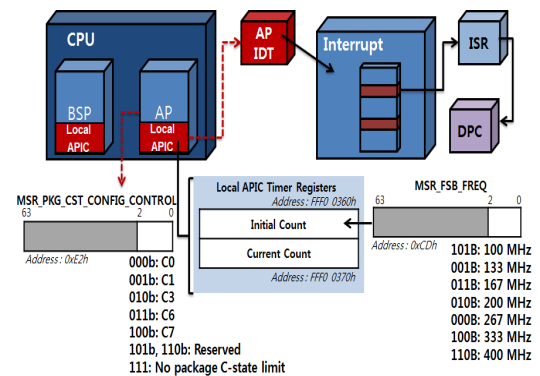 CPU
BSP
Local
APIC
AP
Local
APIC
AP
IDT
Interrupt
ISR
DPC
MSR_PKG_CST_CONFIG_CONTROL
63 2 0
Address : 0xE2h
000b: C0
001b: C1
010b: C3
011b: C6
100b: C7
101b, 110b: Reserved
111: No package C-state limit
Local APIC Timer Registers
Address : FFF0 0360h
Initial Count
Current Count
Address : FFF0 0370h
MSR_FSB_FREQ
63 2 0
Address : 0xCDh
101B: 100 MHz
001B: 133 MHz
011B: 167 MHz
010B: 200 MHz
000B: 267 MHz
100B: 333 MHz
110B: 400 MHz